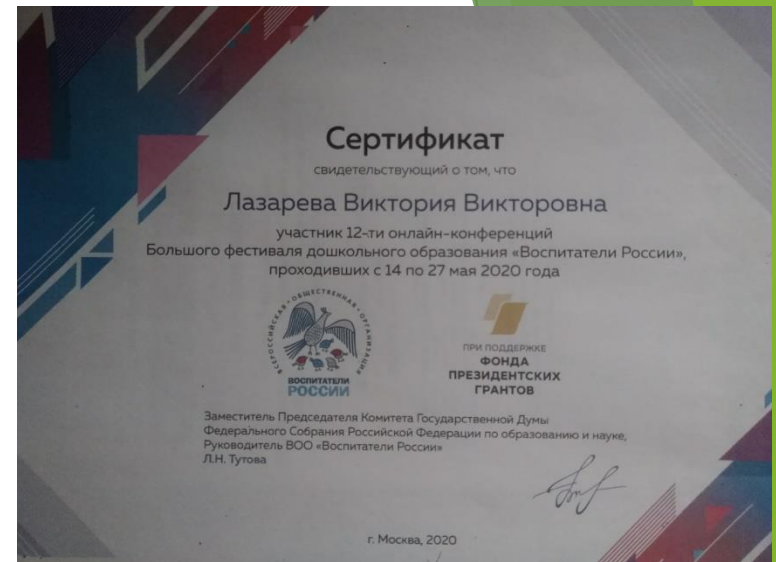 Сертификат
свидетельствующий о том, что
Лазарева Виктория Викторовна
участник 12-ти онлайн-конференций
Большого фестиваля дошкольного образования «Воспитатели России»,
проходивших с 14 по 27 мая 2020 года
ВСЕРОССИЙСКАЯ • ОБЩЕСТВЕННАЯ • ОРГАНИЗАЦИЯ
ВОСПИТАТЕЛИ
РОССИИ
ПРИ ПОДДЕРЖКЕ
ФОНДА
ПРЕЗИДЕНТСКИХ
ГРАНТОВ
Заместитель Председателя Комитета Государственной Думы
Федерального Собрания Российской Федерации по образованию и науке,
Руководитель ВОО «Воспитатели России»
Л.Н. Тутова
г. Москва, 2020